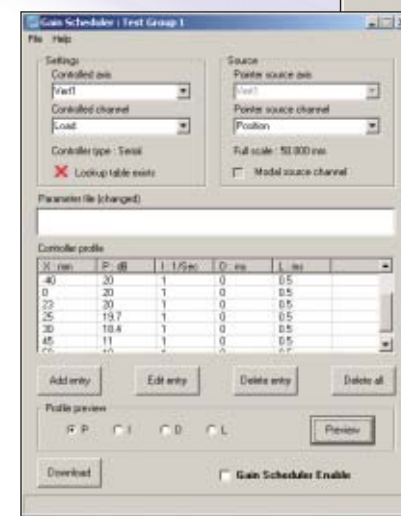 Gain Scheduler : Test Group 1
File Help
Settings
Controlled axis
Vert1
Controlled channel
Load
Controller type : Serial
Lookup table exists
Source
Pointer source axis
Vert1
Pointer source channel
Position
Full scale : 50.000 mm
Modal source channel
Parameter file (changed)
Controller profile
X : mm P : dB I : 1/Sec D : ms L : ms
-40 20 1 0 0.5
0 20 1 0 0.5
23 20 1 0 0.5
25 19.7 1 0 0.5
30 18.4 1 0 0.5
45 11 1 0 0.5
Add entry Edit entry Delete entry Delete all
Profile preview
P I D L Preview
Download Gain Scheduler Enable